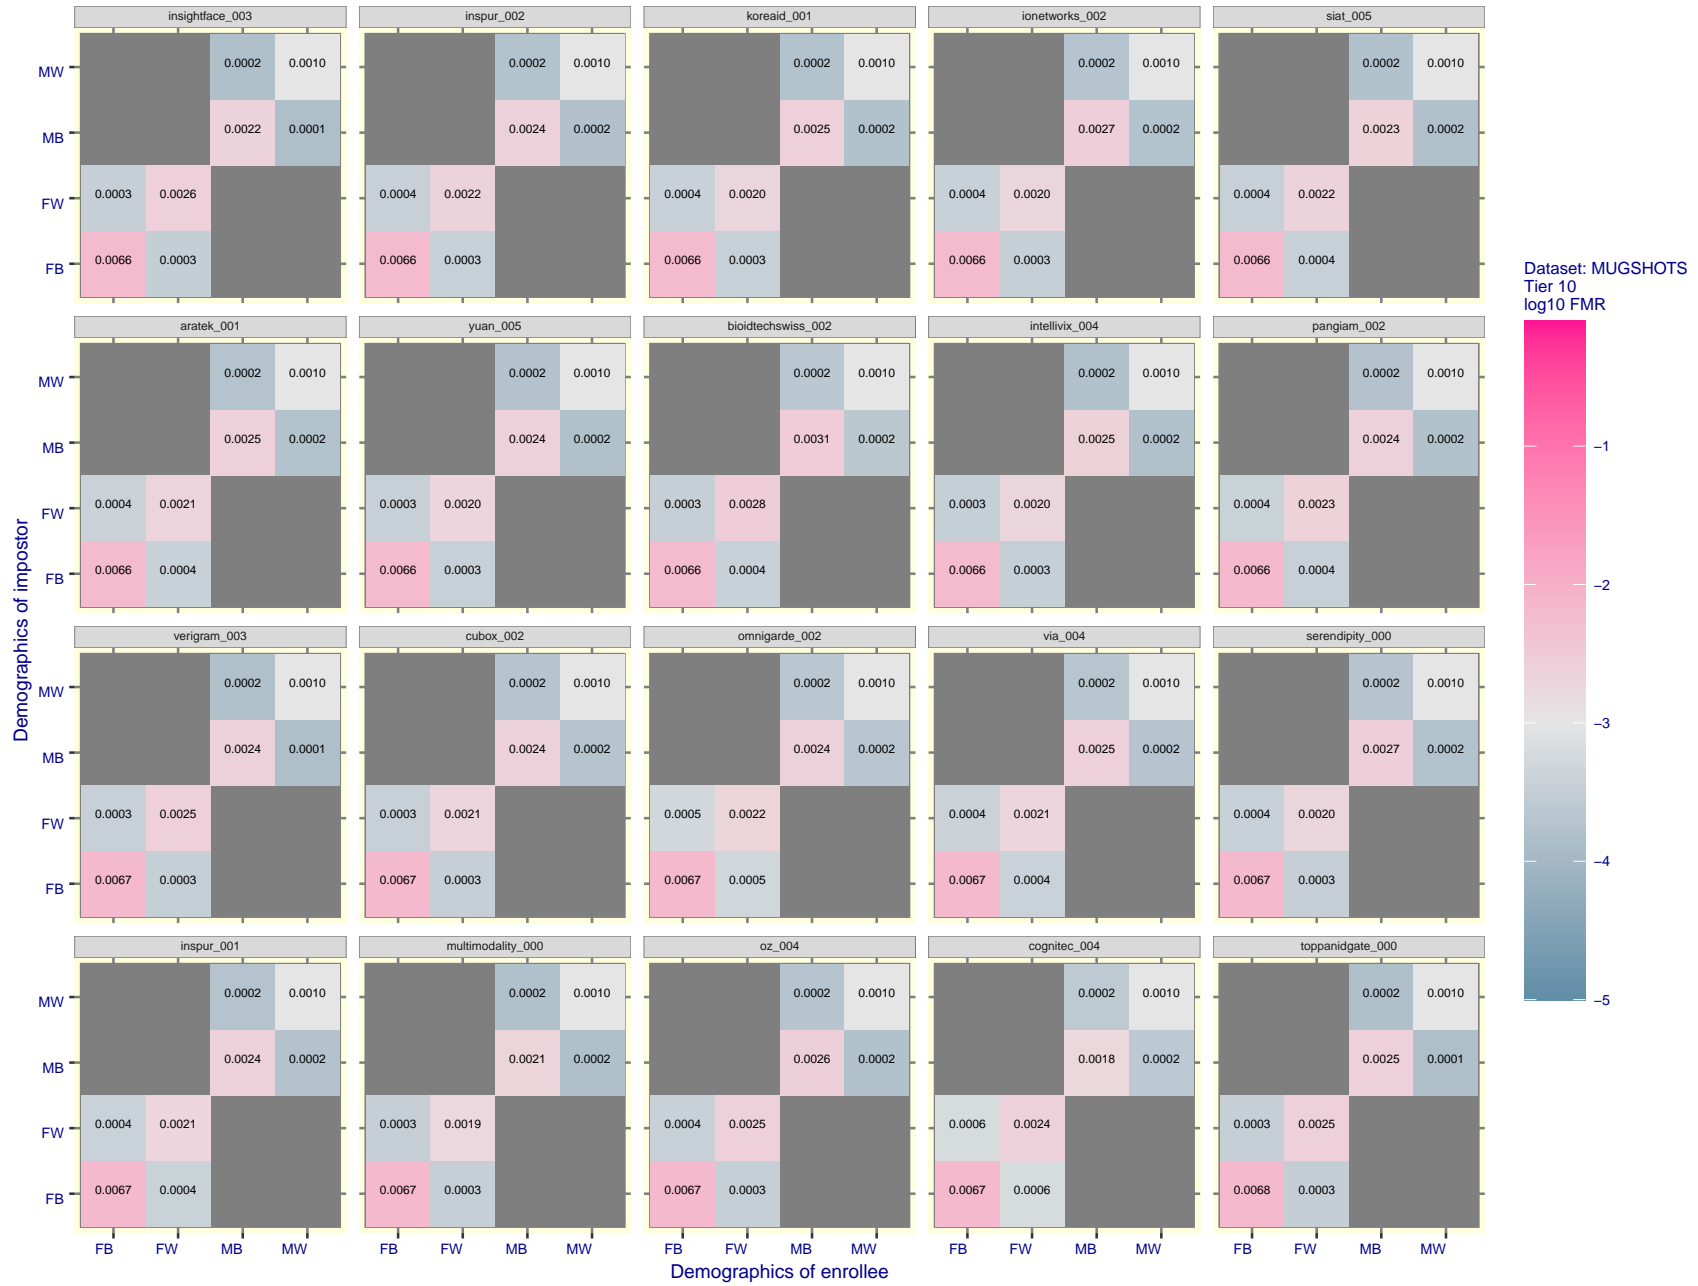 insightface_003 inspur_002 koreaid_001 ionetworks_002 siat_005
MW 0.0002 0.0010 0.0002 0.0010 0.0002 0.0010 0.0002 0.0010 0.0002 0.0010
MB 0.0022 0.0001 0.0024 0.0002 0.0025 0.0002 0.0027 0.0002 0.0023 0.0002
FW 0.0003 0.0026 0.0004 0.0022 0.0004 0.0020 0.0004 0.0020 0.0004 0.0022
FB 0.0066 0.0003 0.0066 0.0003 0.0066 0.0003 0.0066 0.0003 0.0066 0.0004
aratek_001 yuan_005 bioidtechswiss_002 intellivix_004 pangiam_002
MW 0.0002 0.0010 0.0002 0.0010 0.0002 0.0010 0.0002 0.0010 0.0002 0.0010
MB 0.0025 0.0002 0.0024 0.0002 0.0031 0.0002 0.0025 0.0002 0.0024 0.0002
FW 0.0004 0.0021 0.0003 0.0020 0.0003 0.0028 0.0003 0.0020 0.0004 0.0023
FB 0.0066 0.0004 0.0066 0.0003 0.0066 0.0004 0.0066 0.0003 0.0066 0.0004
verigram_003 cubox_002 omnigarde_002 via_004 serendipity_000
MW 0.0002 0.0010 0.0002 0.0010 0.0002 0.0010 0.0002 0.0010 0.0002 0.0010
MB 0.0024 0.0001 0.0024 0.0002 0.0024 0.0002 0.0025 0.0002 0.0027 0.0002
FW 0.0003 0.0025 0.0003 0.0021 0.0005 0.0022 0.0004 0.0021 0.0004 0.0020
FB 0.0067 0.0003 0.0067 0.0003 0.0067 0.0005 0.0067 0.0004 0.0067 0.0003
inspur_001 multimodality_000 oz_004 cognitec_004 toppanidgate_000
MW 0.0002 0.0010 0.0002 0.0010 0.0002 0.0010 0.0002 0.0010 0.0002 0.0010
MB 0.0024 0.0002 0.0021 0.0002 0.0026 0.0002 0.0018 0.0002 0.0025 0.0001
FW 0.0004 0.0021 0.0003 0.0019 0.0004 0.0025 0.0006 0.0024 0.0003 0.0025
FB 0.0067 0.0004 0.0067 0.0003 0.0067 0.0003 0.0067 0.0006 0.0068 0.0003
FB FW MB MW FB FW MB MW FB FW MB MW FB FW MB MW FB FW MB MW
Demographics of enrollee
Demographics of impostor
Dataset: MUGSHOTS
Tier 10
log10 FMR
−1
−2
−3
−4
−5